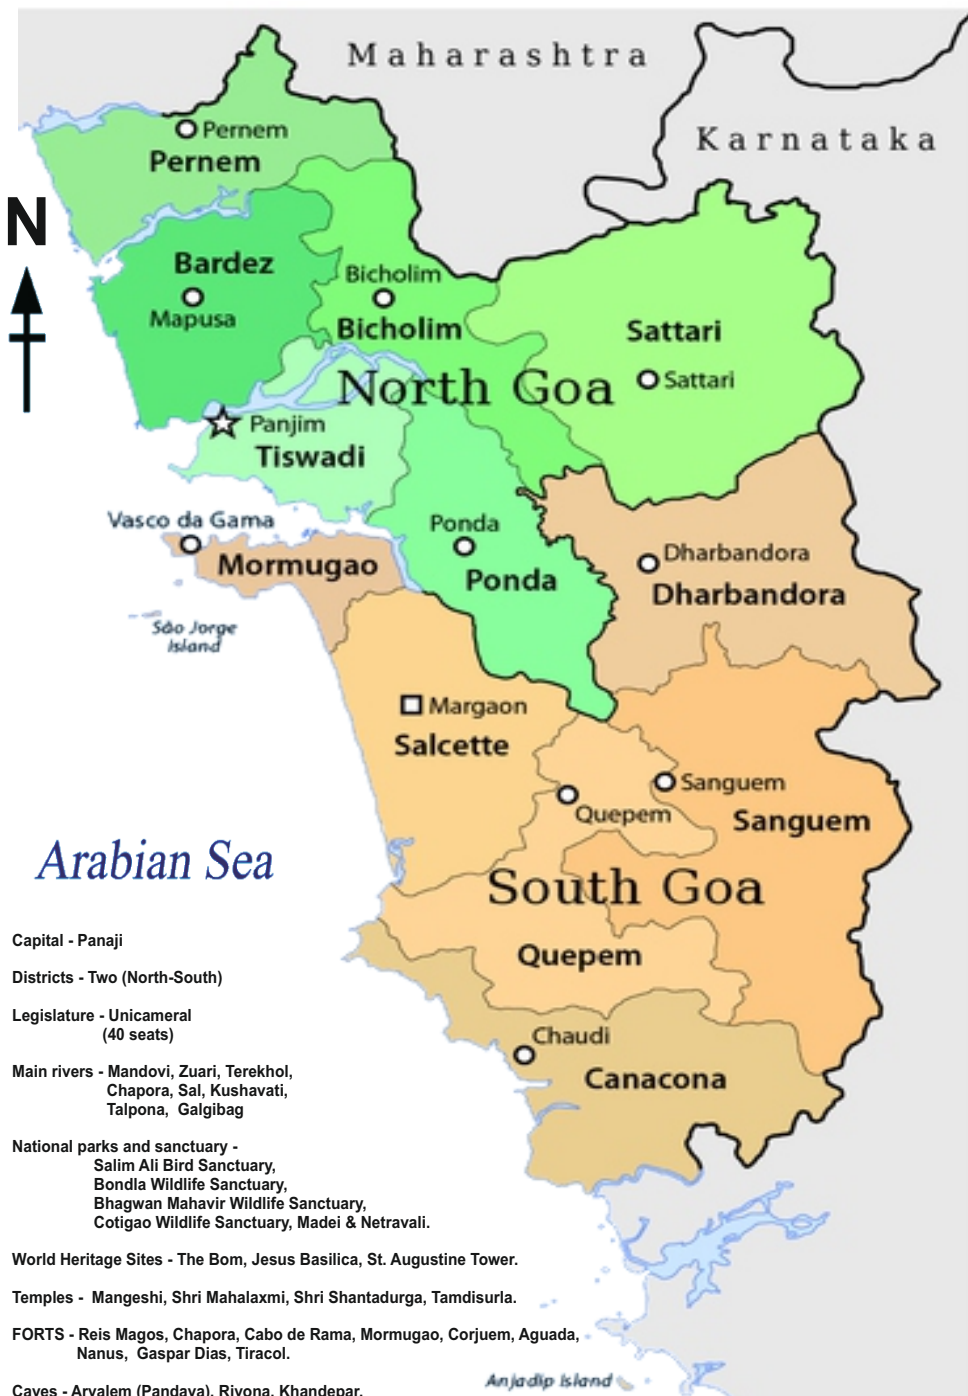 Maharashtra
Karnataka
Pernem
Pernem
N
Bardez
Mapusa
Bicholim
Bicholim
Sattari
Sattari
North Goa
Panjim
Tiswadi
Vasco da Gama
Mormugao
Ponda
Ponda
Dharbandora
Dharbandora
São Jorge
Island
Margaon
Salcette
Sanguem
Sanguem
Quepem
South Goa
Quepem
Arabian Sea
Chaudi
Canacona
Capital - Panaji
Districts - Two (North-South)
Legislature - Unicameral
(40 seats)
Main rivers - Mandovi, Zuari, Terekhol,
Chapora, Sal, Kushavati,
Talpona, Galgibag
National parks and sanctuary -
Salim Ali Bird Sanctuary,
Bondla Wildlife Sanctuary,
Bhagwan Mahavir Wildlife Sanctuary,
Cotigao Wildlife Sanctuary, Madei & Netravali.
World Heritage Sites - The Bom, Jesus Basilica, St. Augustine Tower.
Temples - Mangeshi, Shri Mahalaxmi, Shri Shantadurga, Tamdisurla.
FORTS - Reis Magos, Chapora, Cabo de Rama, Mormugao, Corjuem, Aguada,
Nanus, Gaspar Dias, Tiracol.
Anjadip Island
Caves - Arvalem (Pandava), Rivona, Khandepar.